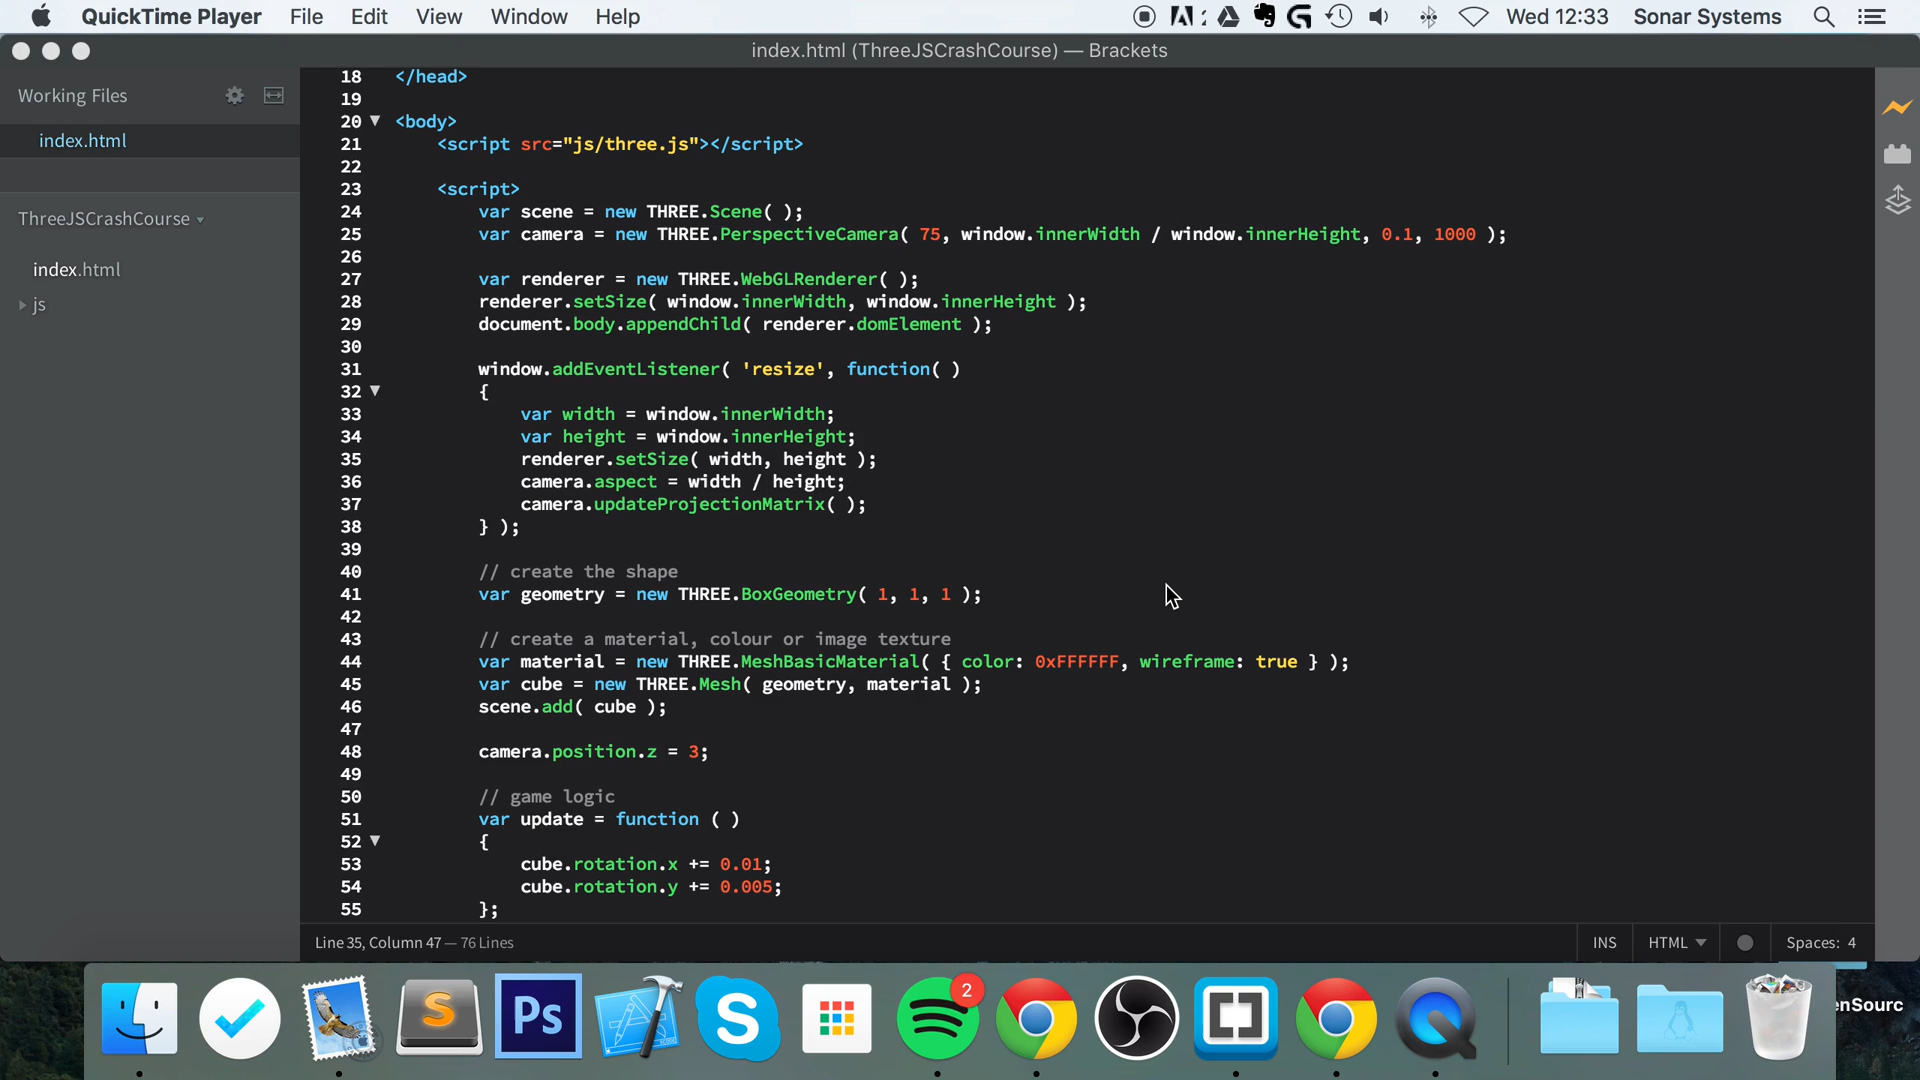 QuickTime Player File Edit View Window Help Wed 12:33 Sonar Systems
index.html (ThreeJSCrashCourse) — Brackets
Working Files
index.html
ThreeJSCrashCourse
index.html
js
18 </head>
19
20 <body>
21 <script src="js/three.js"></script>
22
23 <script>
24 var scene = new THREE.Scene( );
25 var camera = new THREE.PerspectiveCamera( 75, window.innerWidth / window.innerHeight, 0.1, 1000 );
26
27 var renderer = new THREE.WebGLRenderer( );
28 renderer.setSize( window.innerWidth, window.innerHeight );
29 document.body.appendChild( renderer.domElement );
30
31 window.addEventListener( 'resize', function( )
32 {
33 var width = window.innerWidth;
34 var height = window.innerHeight;
35 renderer.setSize( width, height );
36 camera.aspect = width / height;
37 camera.updateProjectionMatrix( );
38 } );
39
40 // create the shape
41 var geometry = new THREE.BoxGeometry( 1, 1, 1 );
42
43 // create a material, colour or image texture
44 var material = new THREE.MeshBasicMaterial( { color: 0xFFFFFF, wireframe: true } );
45 var cube = new THREE.Mesh( geometry, material );
46 scene.add( cube );
47
48 camera.position.z = 3;
49
50 // game logic
51 var update = function ( )
52 {
53 cube.rotation.x += 0.01;
54 cube.rotation.y += 0.005;
55 };
Line 35, Column 47 — 76 Lines INS HTML Spaces: 4
S Ps S 2
enSourc